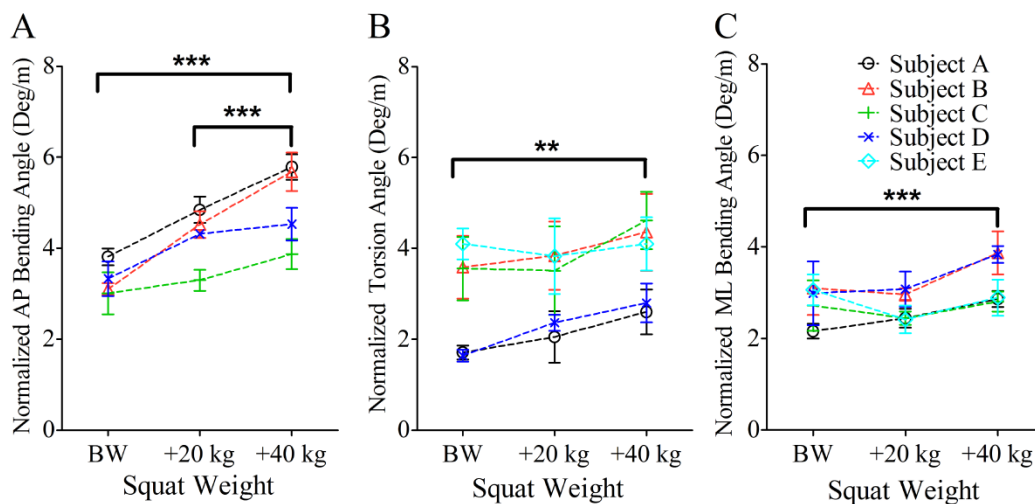 A
Normalized AP Bending Angle (Deg/m)
8
6
4
2
0
***
***
BW +20 kg +40 kg
Squat Weight
B
Normalized Torsion Angle (Deg/m)
8
6
4
2
0
**
BW +20 kg +40 kg
Squat Weight
C
Normalized ML Bending Angle (Deg/m)
8
6
4
2
0
Subject A
Subject B
Subject C
Subject D
Subject E
***
BW +20 kg +40 kg
Squat Weight